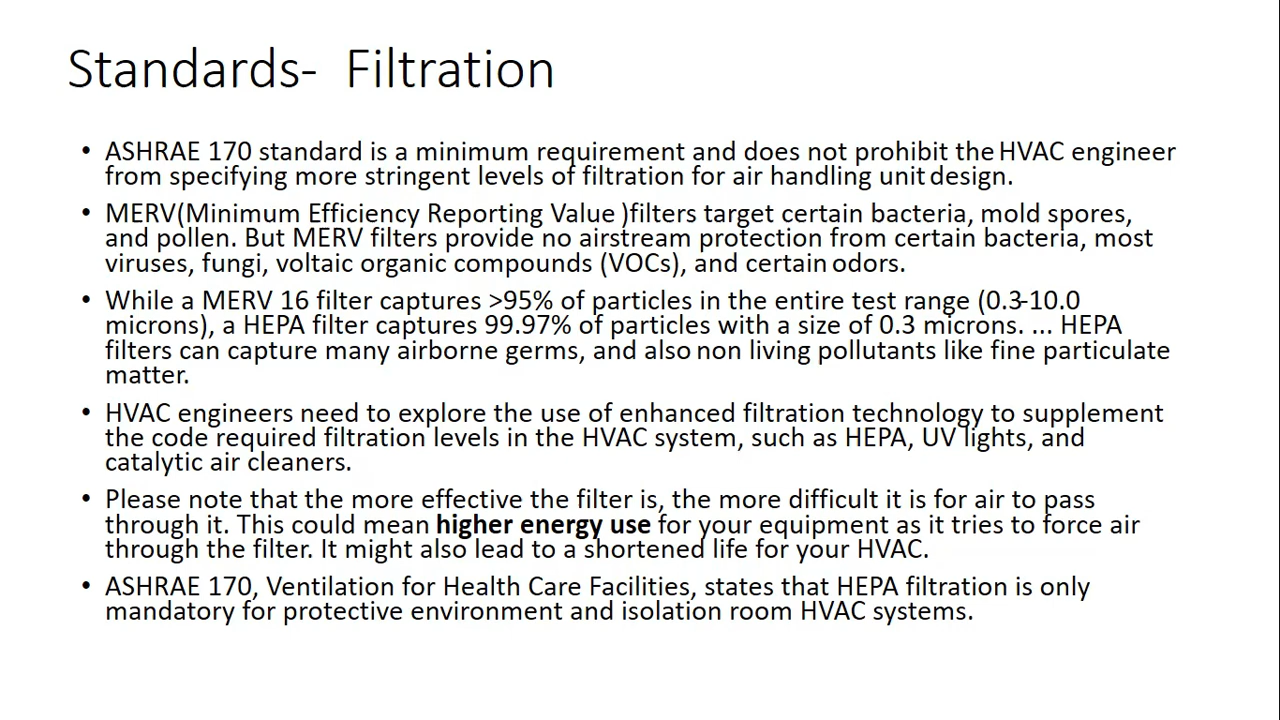 Standards- Filtration
• ASHRAE 170 standard is a minimum requirement and does not prohibit the HVAC engineer
from specifying more stringent levels of filtration for air handling unit design.
• MERV(Minimum Efficiency Reporting Value )filters target certain bacteria, mold spores,
and pollen. But MERV filters provide no airstream protection from certain bacteria, most
viruses, fungi, voltaic organic compounds (VOCs), and certain odors.
• While a MERV 16 filter captures >95% of particles in the entire test range (0.3-10.0
microns), a HEPA filter captures 99.97% of particles with a size of 0.3 microns. ... HEPA
filters can capture many airborne germs, and also non living pollutants like fine particulate
matter.
• HVAC engineers need to explore the use of enhanced filtration technology to supplement
the code required filtration levels in the HVAC system, such as HEPA, UV lights, and
catalytic air cleaners.
• Please note that the more effective the filter is, the more difficult it is for air to pass
through it. This could mean higher energy use for your equipment as it tries to force air
through the filter. It might also lead to a shortened life for your HVAC.
• ASHRAE 170, Ventilation for Health Care Facilities, states that HEPA filtration is only
mandatory for protective environment and isolation room HVAC systems.